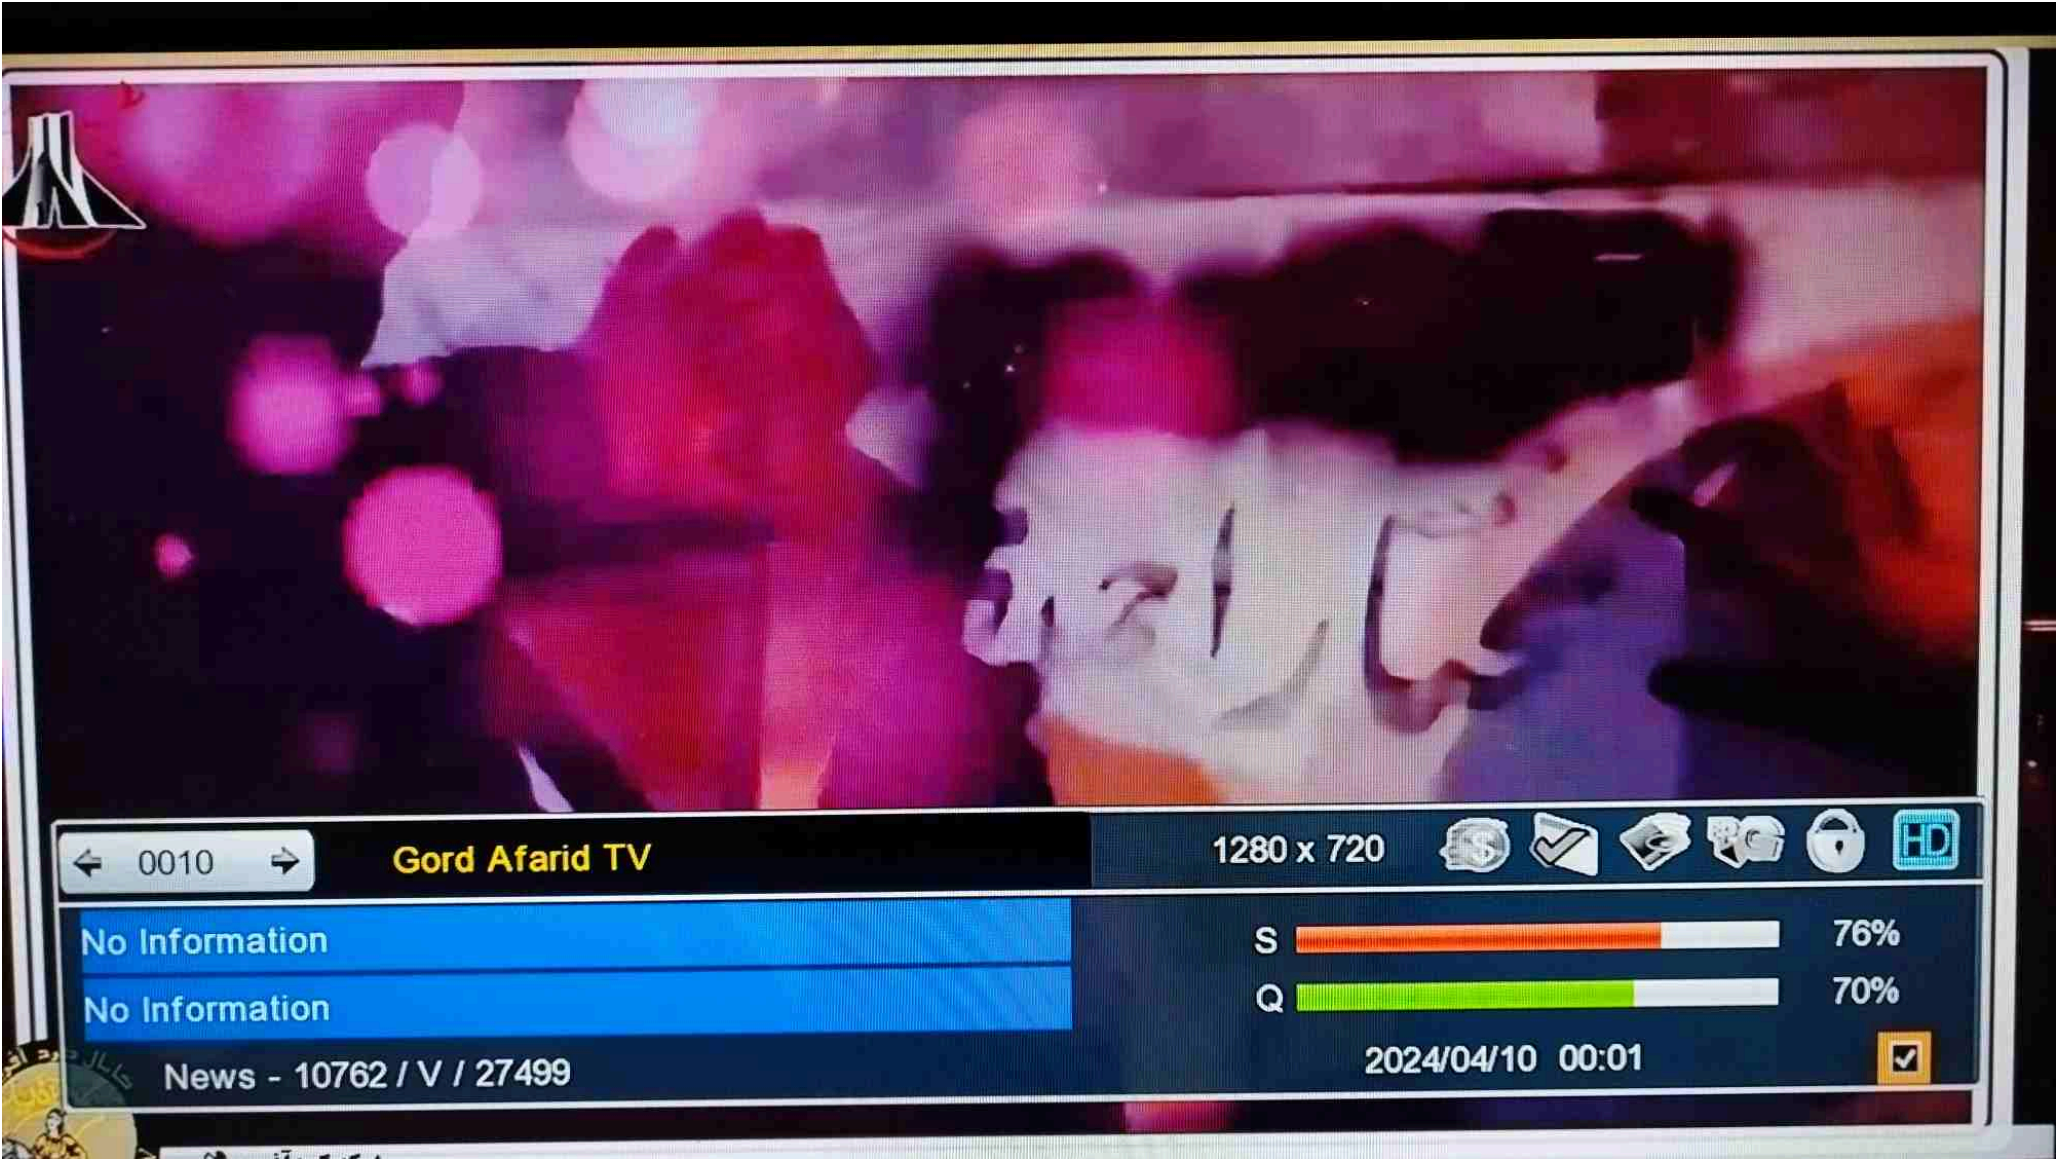 0010
Gord Afarid TV
1280 x 720
HD
No Information
S 76%
No Information
Q 70%
News - 10762 / V / 27499
2024/04/10 00:01